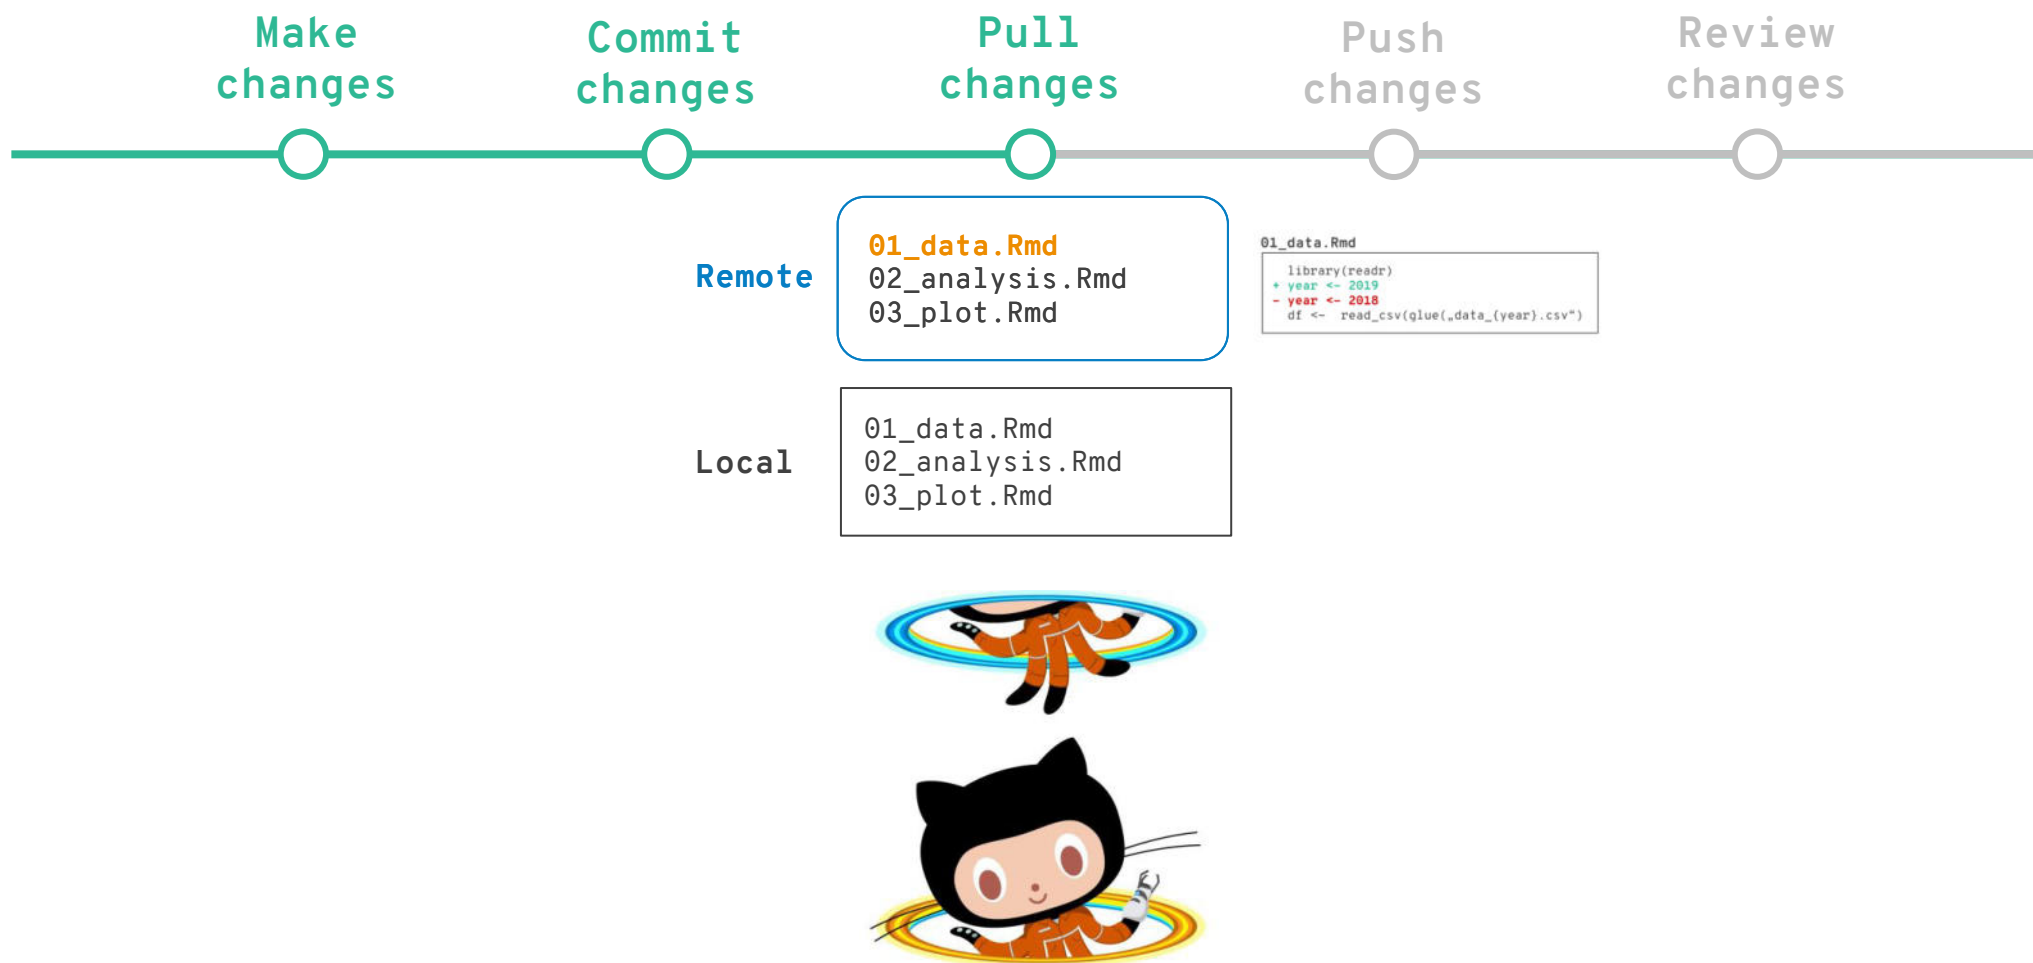 Make
changes
Commit
changes
Pull
changes
Push
changes
Review
changes
Remote
01_data.Rmd
02_analysis.Rmd
03_plot.Rmd
01_data.Rmd
library(readr)
+ year <- 2019
- year <- 2018
df <- read_csv(glue(„data_{year}.csv“)
Local
01_data.Rmd
02_analysis.Rmd
03_plot.Rmd